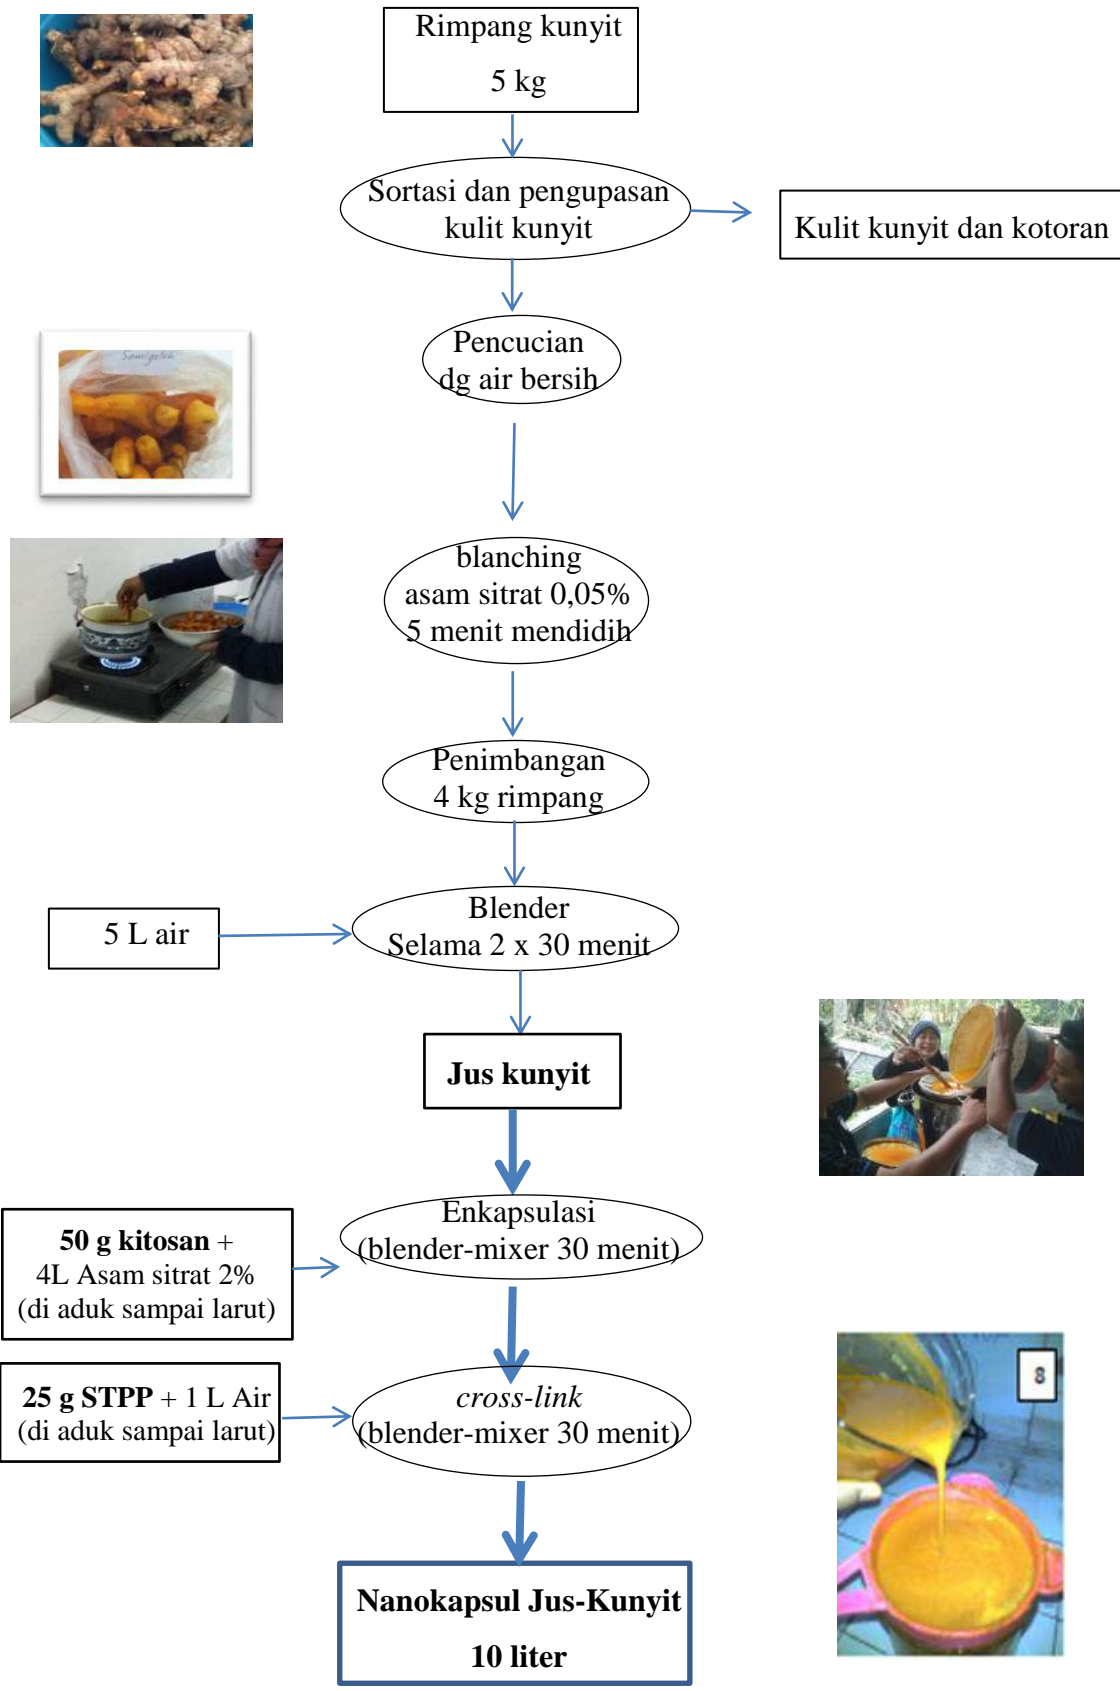 Rimpang kunyit
5 kg
Sortasi dan pengupasan
kulit kunyit
Kulit kunyit dan kotoran
Pencucian
dg air bersih
blanching
asam sitrat 0,05%
5 menit mendidih
Penimbangan
4 kg rimpang
5 L air
Blender
Selama 2 x 30 menit
Jus kunyit
Enkapsulasi
(blender-mixer 30 menit)
50 g kitosan +
4L Asam sitrat 2%
(di aduk sampai larut)
25 g STPP + 1 L Air
(di aduk sampai larut)
cross-link
(blender-mixer 30 menit)
8
Nanokapsul Jus-Kunyit
10 liter